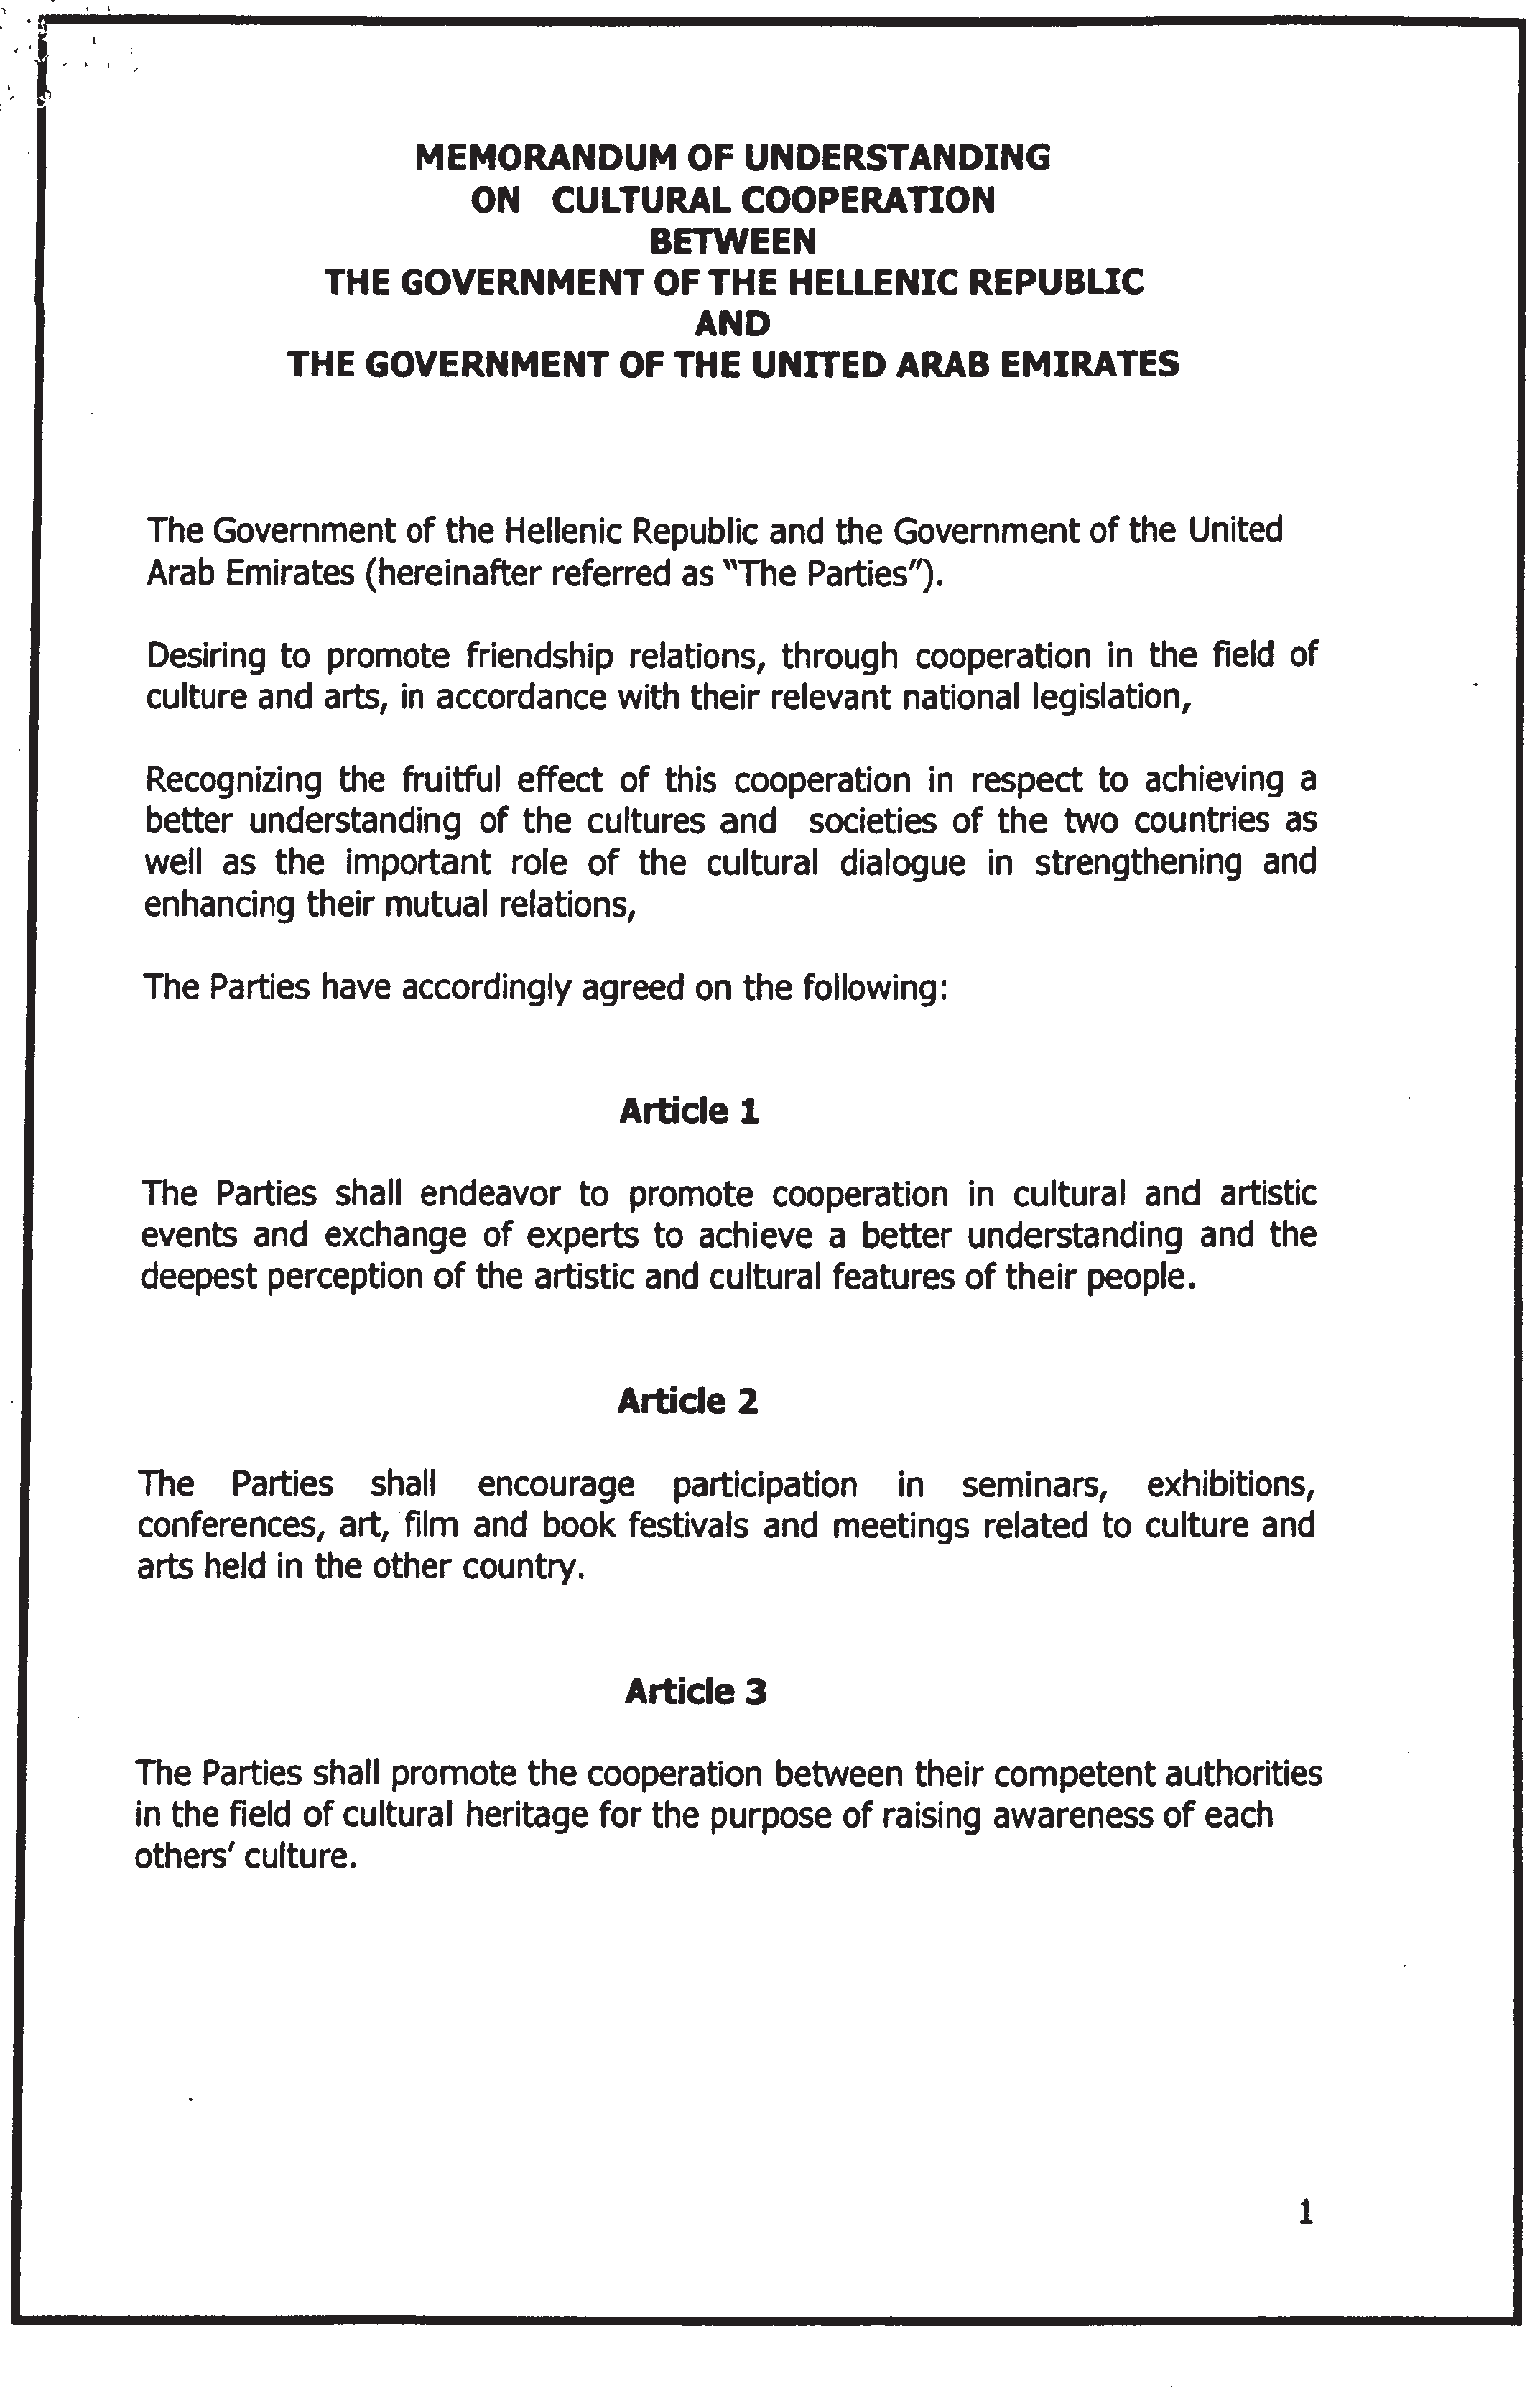 MEMORANDUM OF UNDERSTANDING
ON CULTURAL COOPERATION
BETWEEN
THE GOVERNMENT OF THE HELLENIC REPUBLIC
AND
THE GOVERNMENT OF THE UNITED ARAB EMIRATES
The Government of the Hellenic Republic and the Government of the United
Arab Emirates (hereinafter referred as "The Parties").
Desiring to promote friendship relations, through cooperation in the field of
culture and arts, in accordance with their relevant national legislation,
Recognizing the fruitful effect of this cooperation in respect to achieving a
better understanding of the cultures and societies of the two countries as
well as the important role of the cultural dialogue in strengthening and
enhancing their mutual relations,
The Parties have accordingly agreed on the following:
Article 1
The Parties shall endeavor to promote cooperation in cultural and artistic
events and exchange of experts to achieve a better understanding and the
deepest perception of the artistic and cultural features of their people.
Article 2
The Parties shall encourage participation in seminars, exhibitions,
conferences, art, film and book festivals and meetings related to culture and
arts held in the other country.
Article 3
The Parties shall promote the cooperation between their competent authorities
in the field of cultural heritage for the purpose of raising awareness of each
others' culture.
1